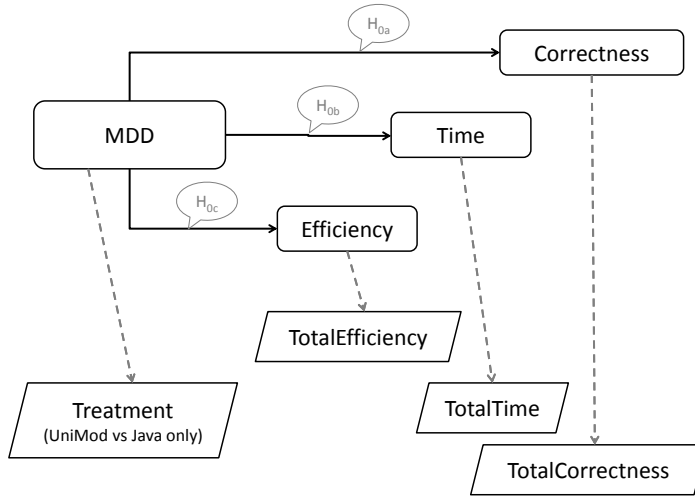 H0a
Correctness
MDD
H0b
Time
H0c
Efficiency
TotalEfficiency
Treatment
(UniMod vs Java only)
TotalTime
TotalCorrectness